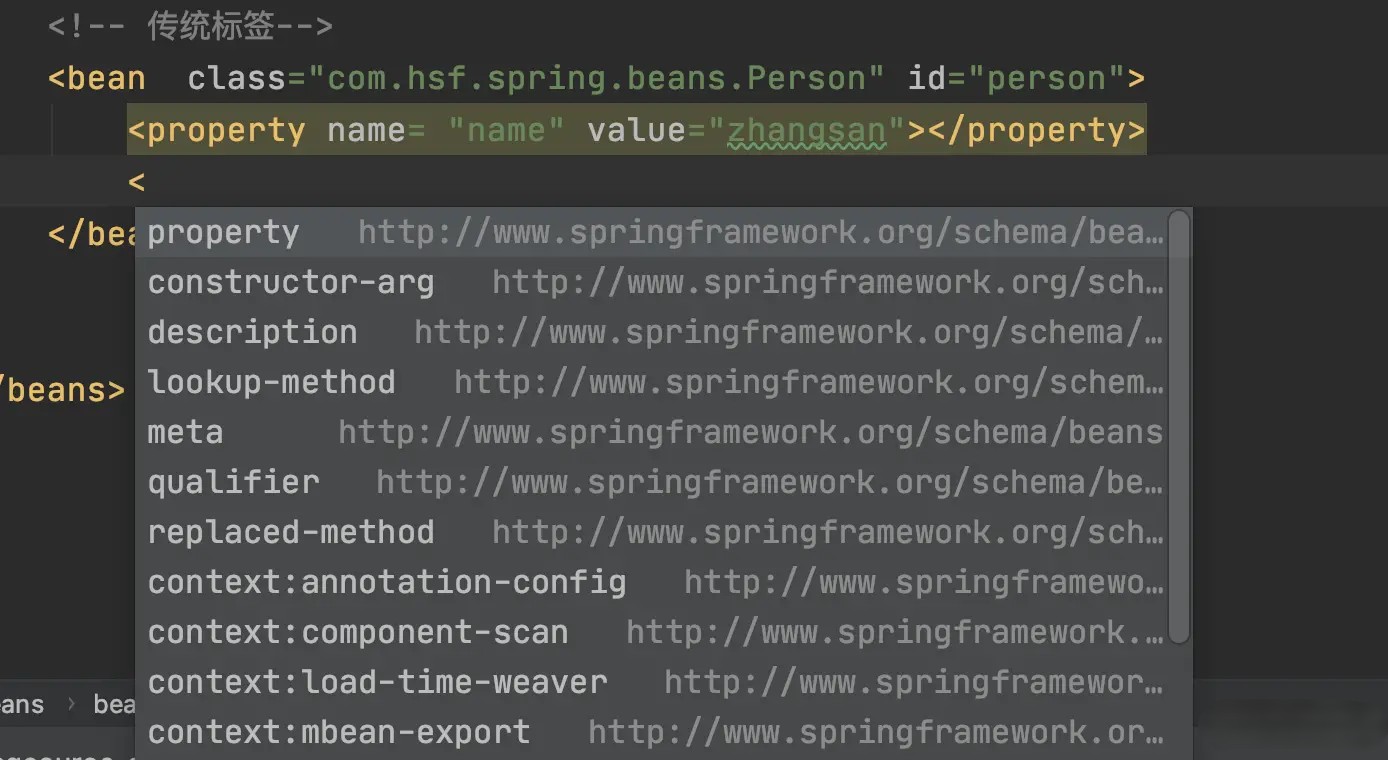 <!-- 传统标签-->
<bean  class="com.hsf.spring.beans.Person" id="person">
<property name= "name" value="zhangsan"></property>
<
</bea
property http://www.springframework.org/schema/bea…
constructor-arg http://www.springframework.org/sch…
description http://www.springframework.org/schema/…
lookup-method http://www.springframework.org/schem…
/beans>
meta http://www.springframework.org/schema/beans
qualifier http://www.springframework.org/schema/be…
replaced-method http://www.springframework.org/sch…
context:annotation-config http://www.springframewo…
context:component-scan http://www.springframework.…
context:load-time-weaver http://www.springframewor…
ans › bea
context:mbean-export http://www.springframework.or…